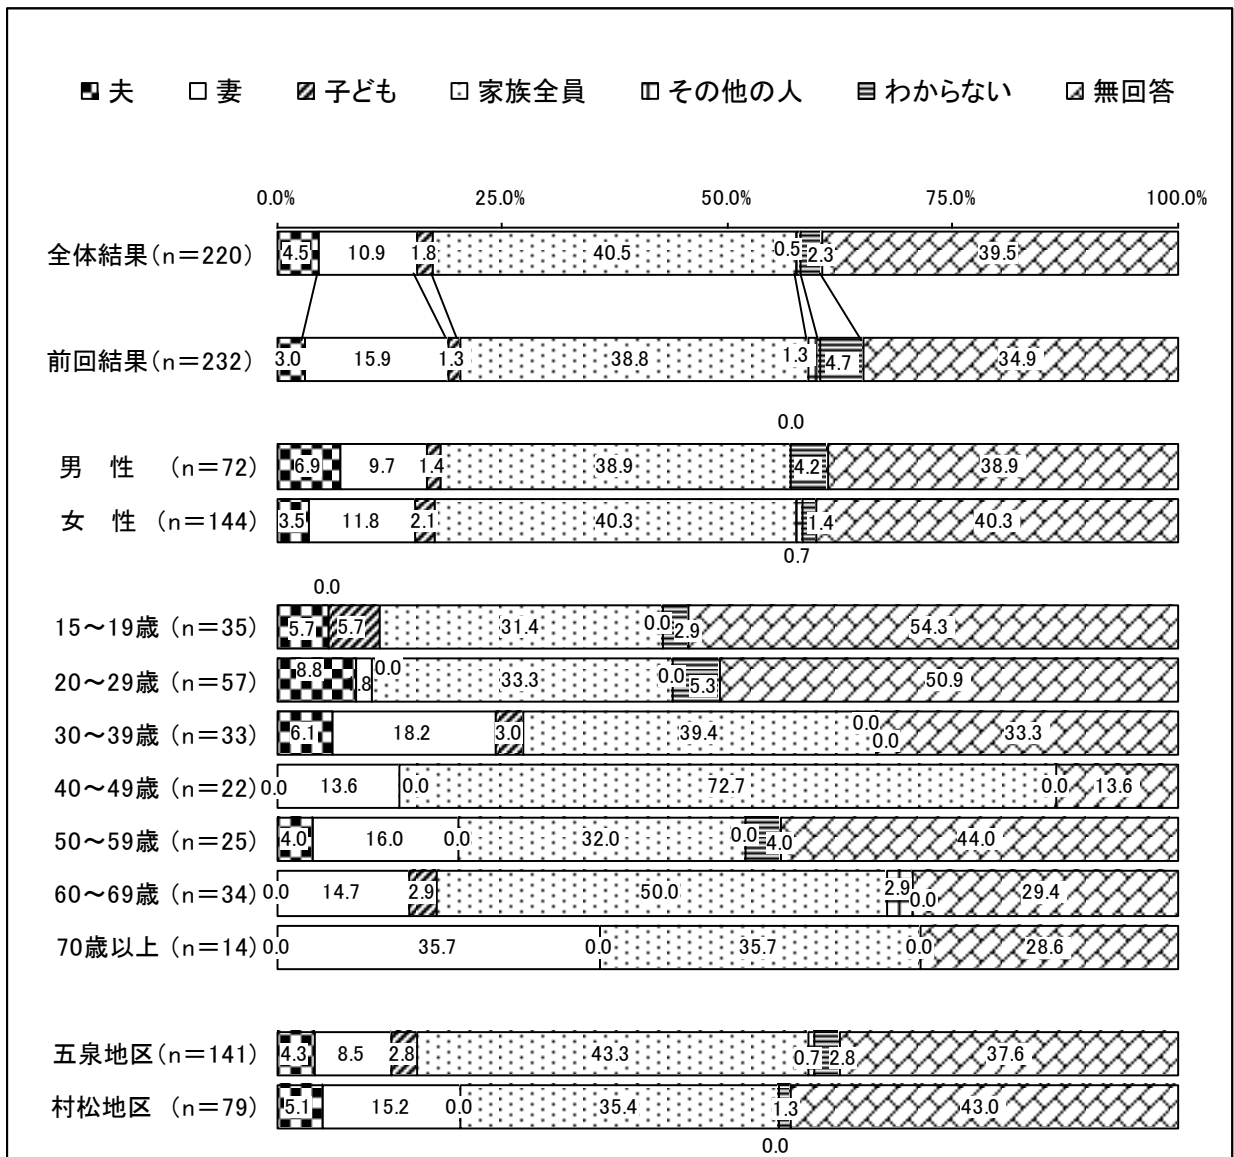 夫 妻 子ども 家族全員 その他の人 わからない 無回答
0.0% 25.0% 50.0% 75.0% 100.0%
全体結果(n=220) 4.5 10.9 1.8 40.5 0.5 2.3 39.5
前回結果(n=232) 3.0 15.9 1.3 38.8 1.3 4.7 34.9
0.0
男 性 (n=72) 6.9 9.7 1.4 38.9 4.2 38.9
女 性 (n=144) 3.5 11.8 2.1 40.3 1.4 40.3
0.7
0.0
15~19歳 (n=35) 5.7 5.7 31.4 0.0 2.9 54.3
20~29歳 (n=57) 8.8 .8 0.0 33.3 0.0 5.3 50.9
30~39歳 (n=33) 6.1 18.2 3.0 39.4 0.0 0.0 33.3
40~49歳 (n=22) 0.0 13.6 0.0 72.7 0.0 13.6
50~59歳 (n=25) 4.0 16.0 0.0 32.0 0.0 4.0 44.0
60~69歳 (n=34) 0.0 14.7 2.9 50.0 2.9 0.0 29.4
70歳以上 (n=14) 0.0 35.7 0.0 35.7 0.0 28.6
五泉地区(n=141) 4.3 8.5 2.8 43.3 0.7 2.8 37.6
村松地区 (n=79) 5.1 15.2 0.0 35.4 1.3 43.0
0.0